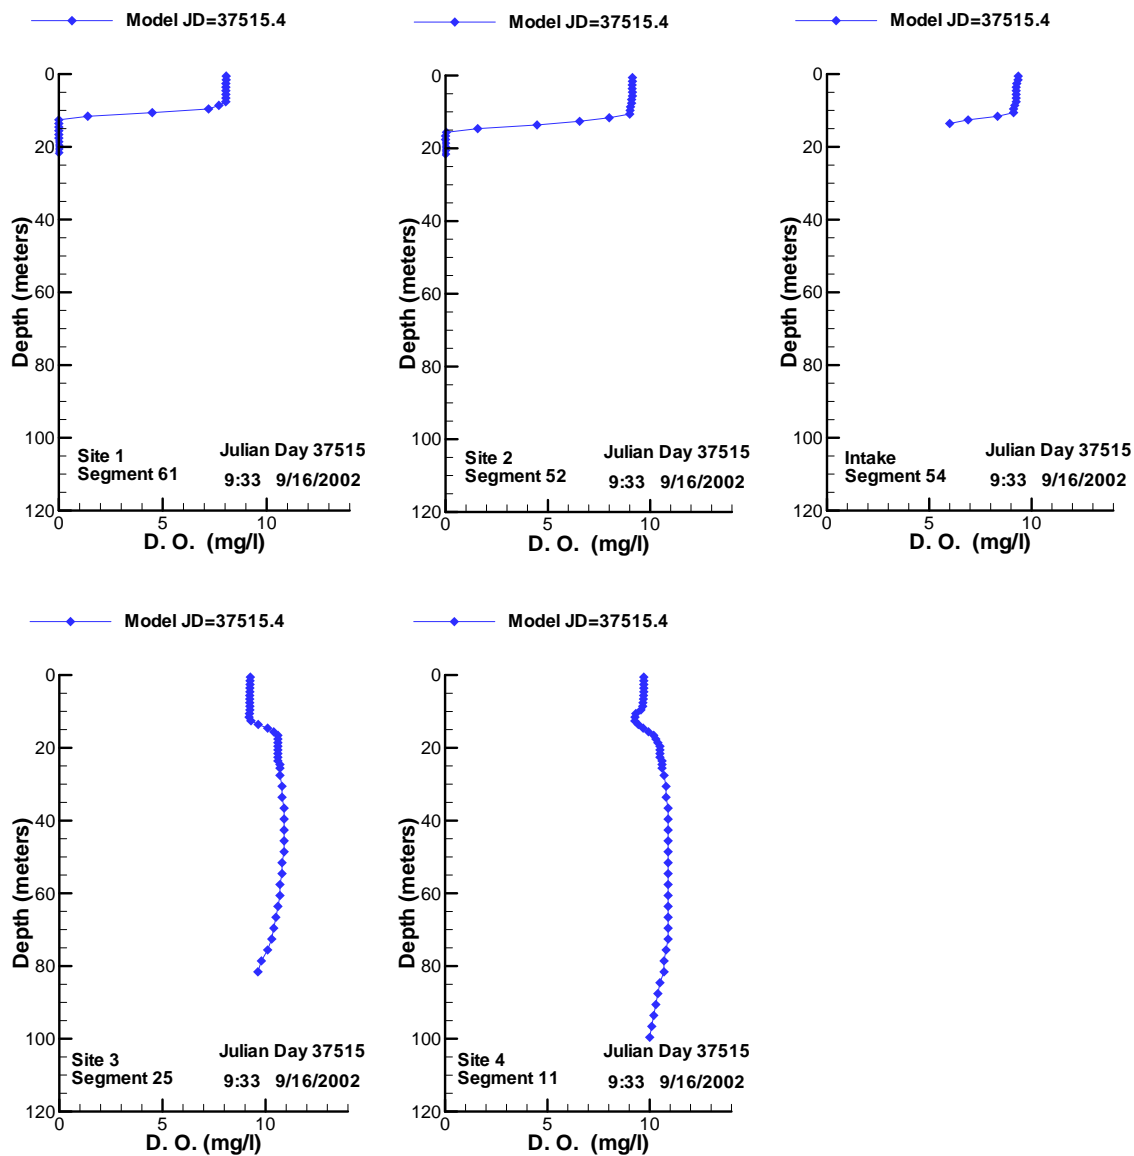 Model JD=37515.4
Model JD=37515.4
Model JD=37515.4
0
20
40
60
80
100
120
Depth (meters)
Site 1
Segment 61
Julian Day 37515
9:33 9/16/2002
0 5 10
D. O. (mg/l)
0
20
40
60
80
100
120
Depth (meters)
Site 2
Segment 52
Julian Day 37515
9:33 9/16/2002
0 5 10
D. O. (mg/l)
0
20
40
60
80
100
120
Depth (meters)
Intake
Segment 54
Julian Day 37515
9:33 9/16/2002
0 5 10
D. O. (mg/l)
Model JD=37515.4
Model JD=37515.4
0
20
40
60
80
100
120
Depth (meters)
Site 3
Segment 25
Julian Day 37515
9:33 9/16/2002
0 5 10
D. O. (mg/l)
0
20
40
60
80
100
120
Depth (meters)
Site 4
Segment 11
Julian Day 37515
9:33 9/16/2002
0 5 10
D. O. (mg/l)